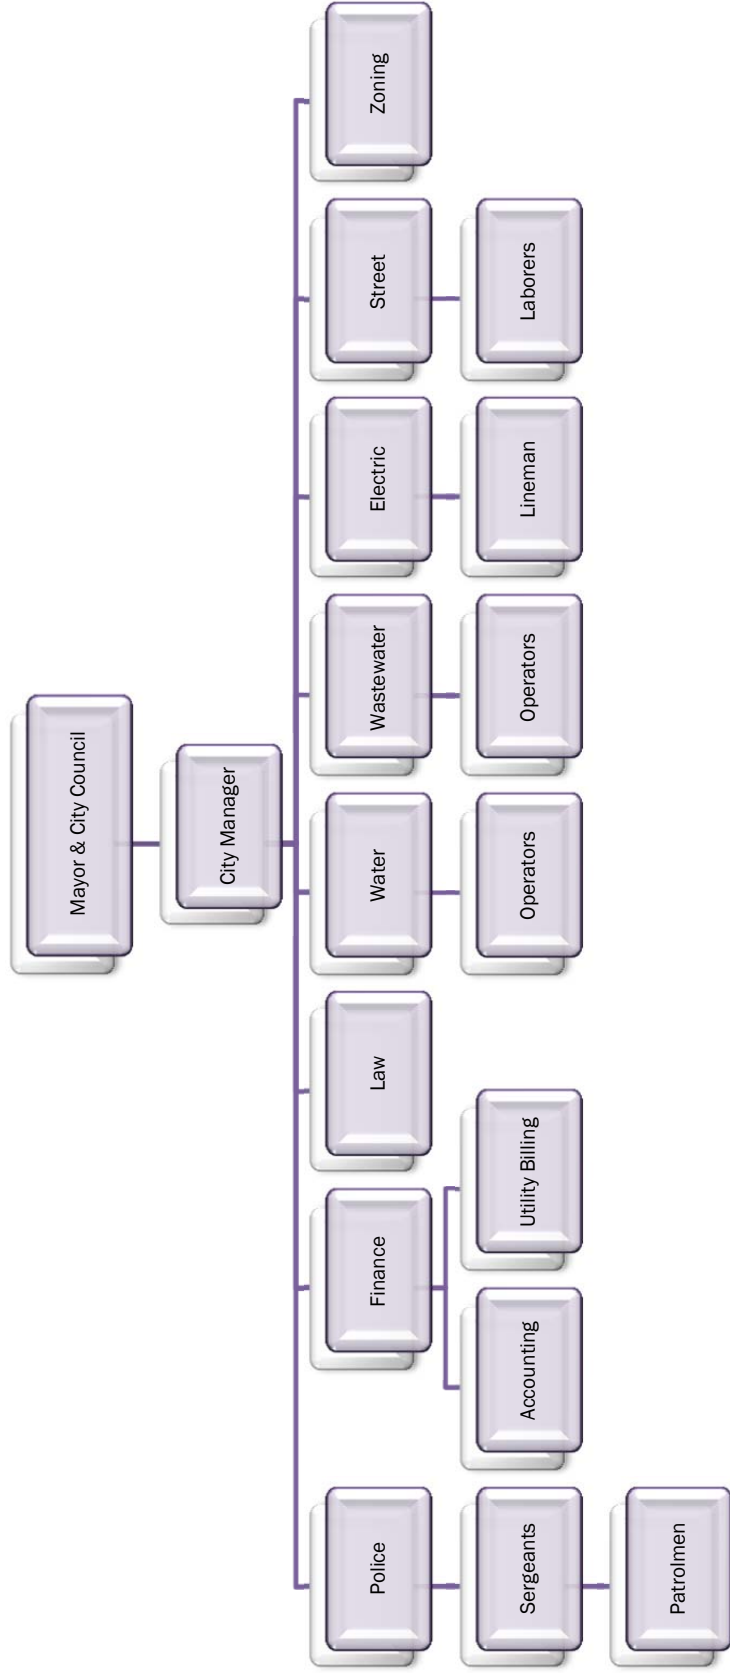 Mayor & City Council
City Manager
Police
Finance
Law
Water
Wastewater
Electric
Street
Zoning
Sergeants
Accounting
Utility Billing
Operators
Operators
Lineman
Laborers
Patrolmen